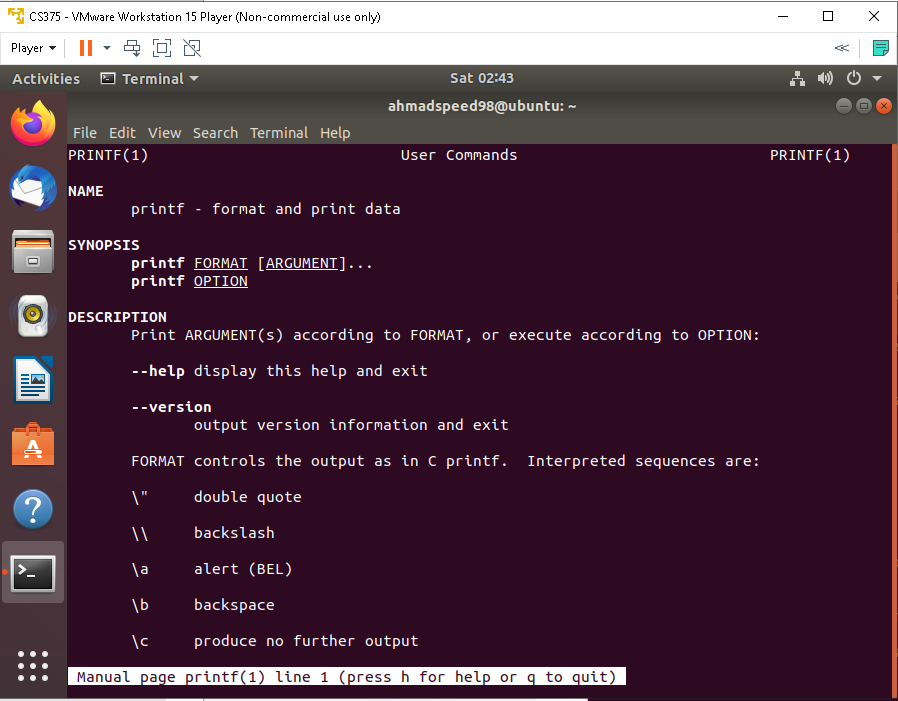 CS375 - VMware Workstation 15 Player (Non-commercial use only)
Player
Activities Terminal Sat 02:43
ahmadspeed98@ubuntu: ~
File Edit View Search Terminal Help
PRINTF(1) User Commands PRINTF(1)
NAME
printf - format and print data
SYNOPSIS
printf FORMAT [ARGUMENT]...
printf OPTION
DESCRIPTION
Print ARGUMENT(s) according to FORMAT, or execute according to OPTION:
--help display this help and exit
--version
output version information and exit
FORMAT controls the output as in C printf.  Interpreted sequences are:
\" double quote
\\ backslash
\a alert (BEL)
\b backspace
\c produce no further output
Manual page printf(1) line 1 (press h for help or q to quit)